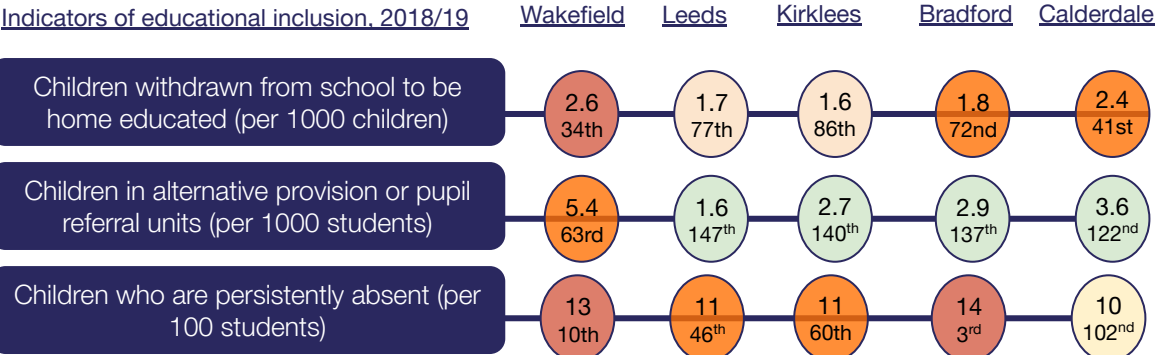 Indicators of educational inclusion, 2018/19
Wakefield
Leeds
Kirklees
Bradford
Calderdale
Children withdrawn from school to be
home educated (per 1000 children)
2.6
34th
1.7
77th
1.6
86th
1.8
72nd
2.4
41st
Children in alternative provision or pupil
referral units (per 1000 students)
5.4
63rd
1.6
147th
2.7
140th
2.9
137th
3.6
122nd
Children who are persistently absent (per
100 students)
13
10th
11
46th
11
60th
14
3rd
10
102nd